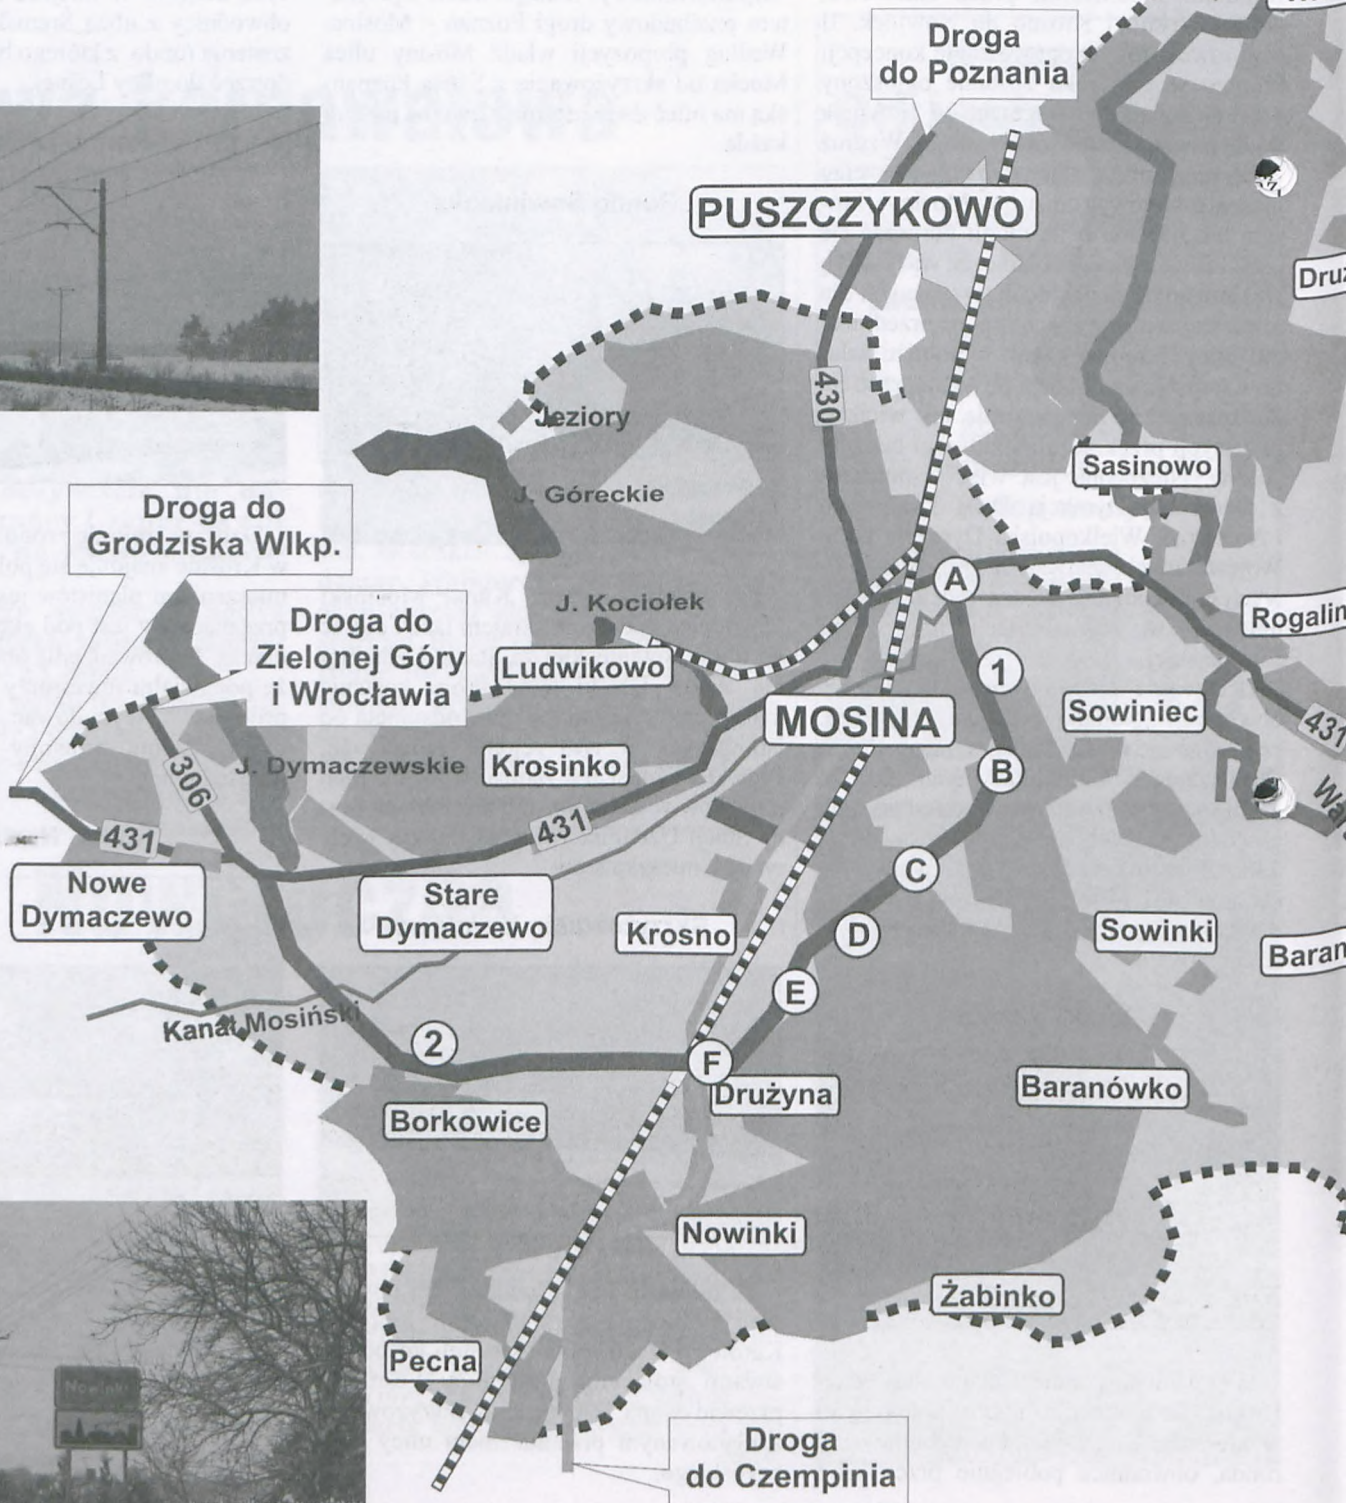 Droga
do Poznania
PUSZCZYKOWO
430
Jeziory
J. Góreckie
Sasinowo
Droga do
Grodziska Wlkp.
A
J. Kociołek
Droga do
Zielonej Góry
i Wrocławia
Ludwikowo
1
MOSINA
Sowiniec
431
306
J. Dymaczewskie
Krosinko
B
431
431
C
Nowe
Dymaczewo
Stare
Dymaczewo
Krosno
D
Sowinki
E
Kanał Mosiński
2
F
Drużyna
Baranówko
Borkowice
Nowinki
Żabinko
Pecna
Nowinki
Droga
do Czempinia